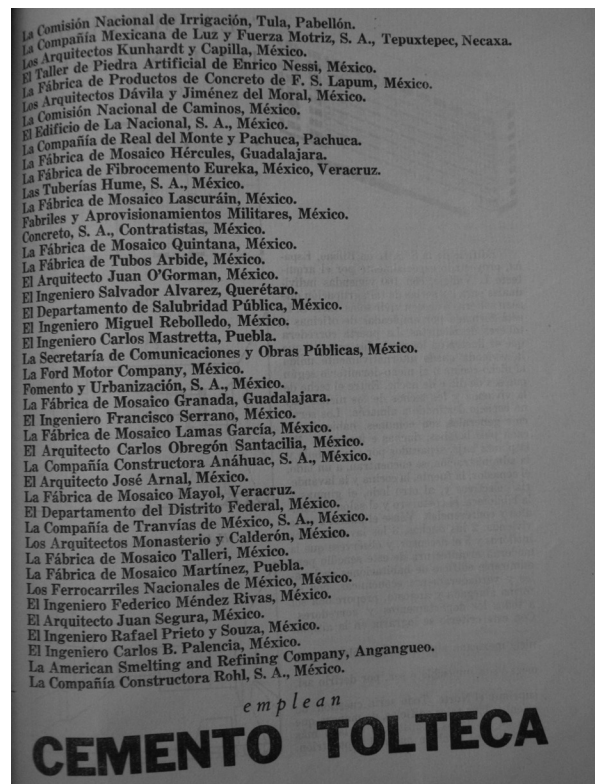 La Comisión Nacional de Irrigación, Tula, Pabellón.
La Compañía Mexicana de Luz y Fuerza Motriz, S. A., Tepuxtepec, Necaxa.
Los Arquitectos Kunhardt y Capilla, México.
El Taller de Piedra Artificial de Enrico Nessi, México.
La Fábrica de Productos de Concreto de F. S. Lapum, México.
Los Arquitectos Dávila y Jiménez del Moral, México.
La Comisión Nacional de Caminos, México.
El Edificio de La Nacional, S. A., México.
La Compañía de Real del Monte y Pachuca, Pachuca.
La Fábrica de Mosaico Hércules, Guadalajara.
La Fábrica de Fibrocemento Eureka, México, Veracruz.
Las Tuberías Hume, S. A., México.
La Fábrica de Mosaico Lascuráin, México.
Fabriles y Aprovisionamientos Militares, México.
Concreto, S. A., Contratistas, México.
La Fábrica de Mosaico Quintana, México.
La Fábrica de Tubos Arbide, México.
El Arquitecto Juan O'Gorman, México.
El Ingeniero Salvador Alvarez, Querétaro.
El Departamento de Salubridad Pública, México.
El Ingeniero Miguel Rebolledo, México.
El Ingeniero Carlos Mastretta, Puebla.
La Secretaría de Comunicaciones y Obras Públicas, México.
La Ford Motor Company, México.
Fomento y Urbanización, S. A., México.
La Fábrica de Mosaico Granada, Guadalajara.
El Ingeniero Francisco Serrano, México.
La Fábrica de Mosaico Lamas García, México.
El Arquitecto Carlos Obregón Santacilia, México.
La Compañía Constructora Anáhuac, S. A., México.
El Arquitecto José Arnal, México.
La Fábrica de Mosaico Mayol, Veracruz.
El Departamento del Distrito Federal, México.
La Compañía de Tranvías de México, S. A., México.
Los Arquitectos Monasterio y Calderón, México.
La Fábrica de Mosaico Talleri, México.
La Fábrica de Mosaico Martínez, Puebla.
Los Ferrocarriles Nacionales de México, México.
El Ingeniero Federico Méndez Rivas, México.
El Arquitecto Juan Segura, México.
El Ingeniero Rafael Prieto y Souza, México.
El Ingeniero Carlos B. Palencia, México.
La American Smelting and Refining Company, Angangueo.
La Compañía Constructora Rohl, S. A., México.
emplean
CEMENTO TOLTECA